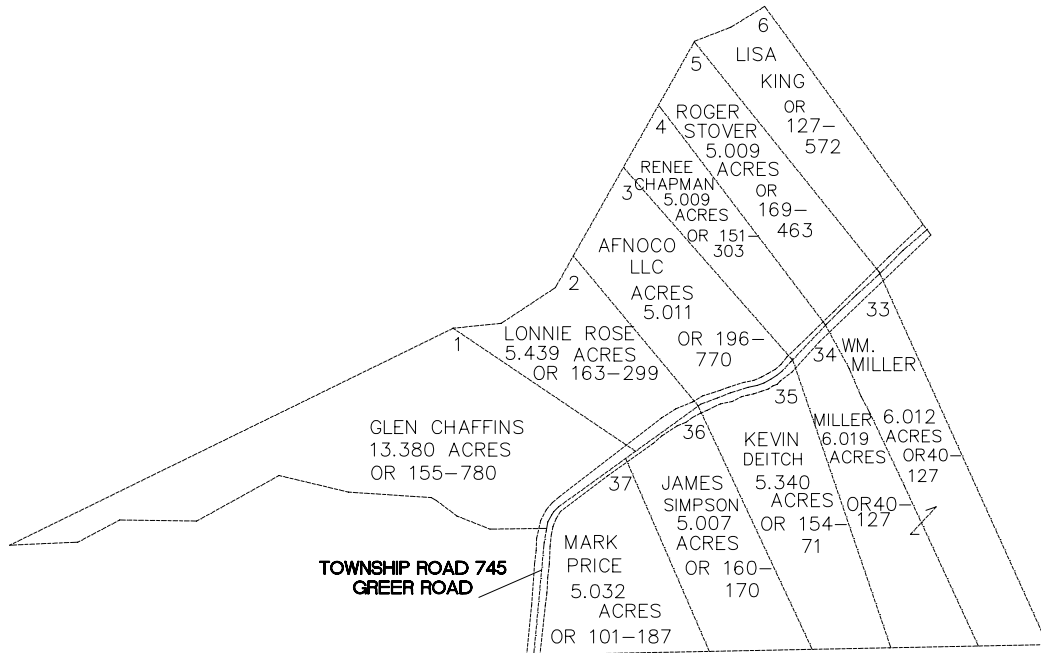 6
LISA
KING
OR
127-
572
5
ROGER
STOVER
5.009
ACRES
OR
169-
463
4
RENEE
CHAPMAN
5.009
ACRES
OR 151-
303
3
AFNOCO
LLC
ACRES
5.011
OR 196-
770
2
LONNIE ROSE
5.439 ACRES
OR 163-299
1
GLEN CHAFFINS
13.380 ACRES
OR 155-780
33
WM.
MILLER
6.012
ACRES
OR40-
127
34
MILLER
6.019
ACRES
OR40-
127
35
KEVIN
DEITCH
5.340
ACRES
OR 154-
71
36
JAMES
SIMPSON
5.007
ACRES
OR 160-
170
37
MARK
PRICE
5.032
ACRES
OR 101-187
TOWNSHIP ROAD 745
GREER ROAD